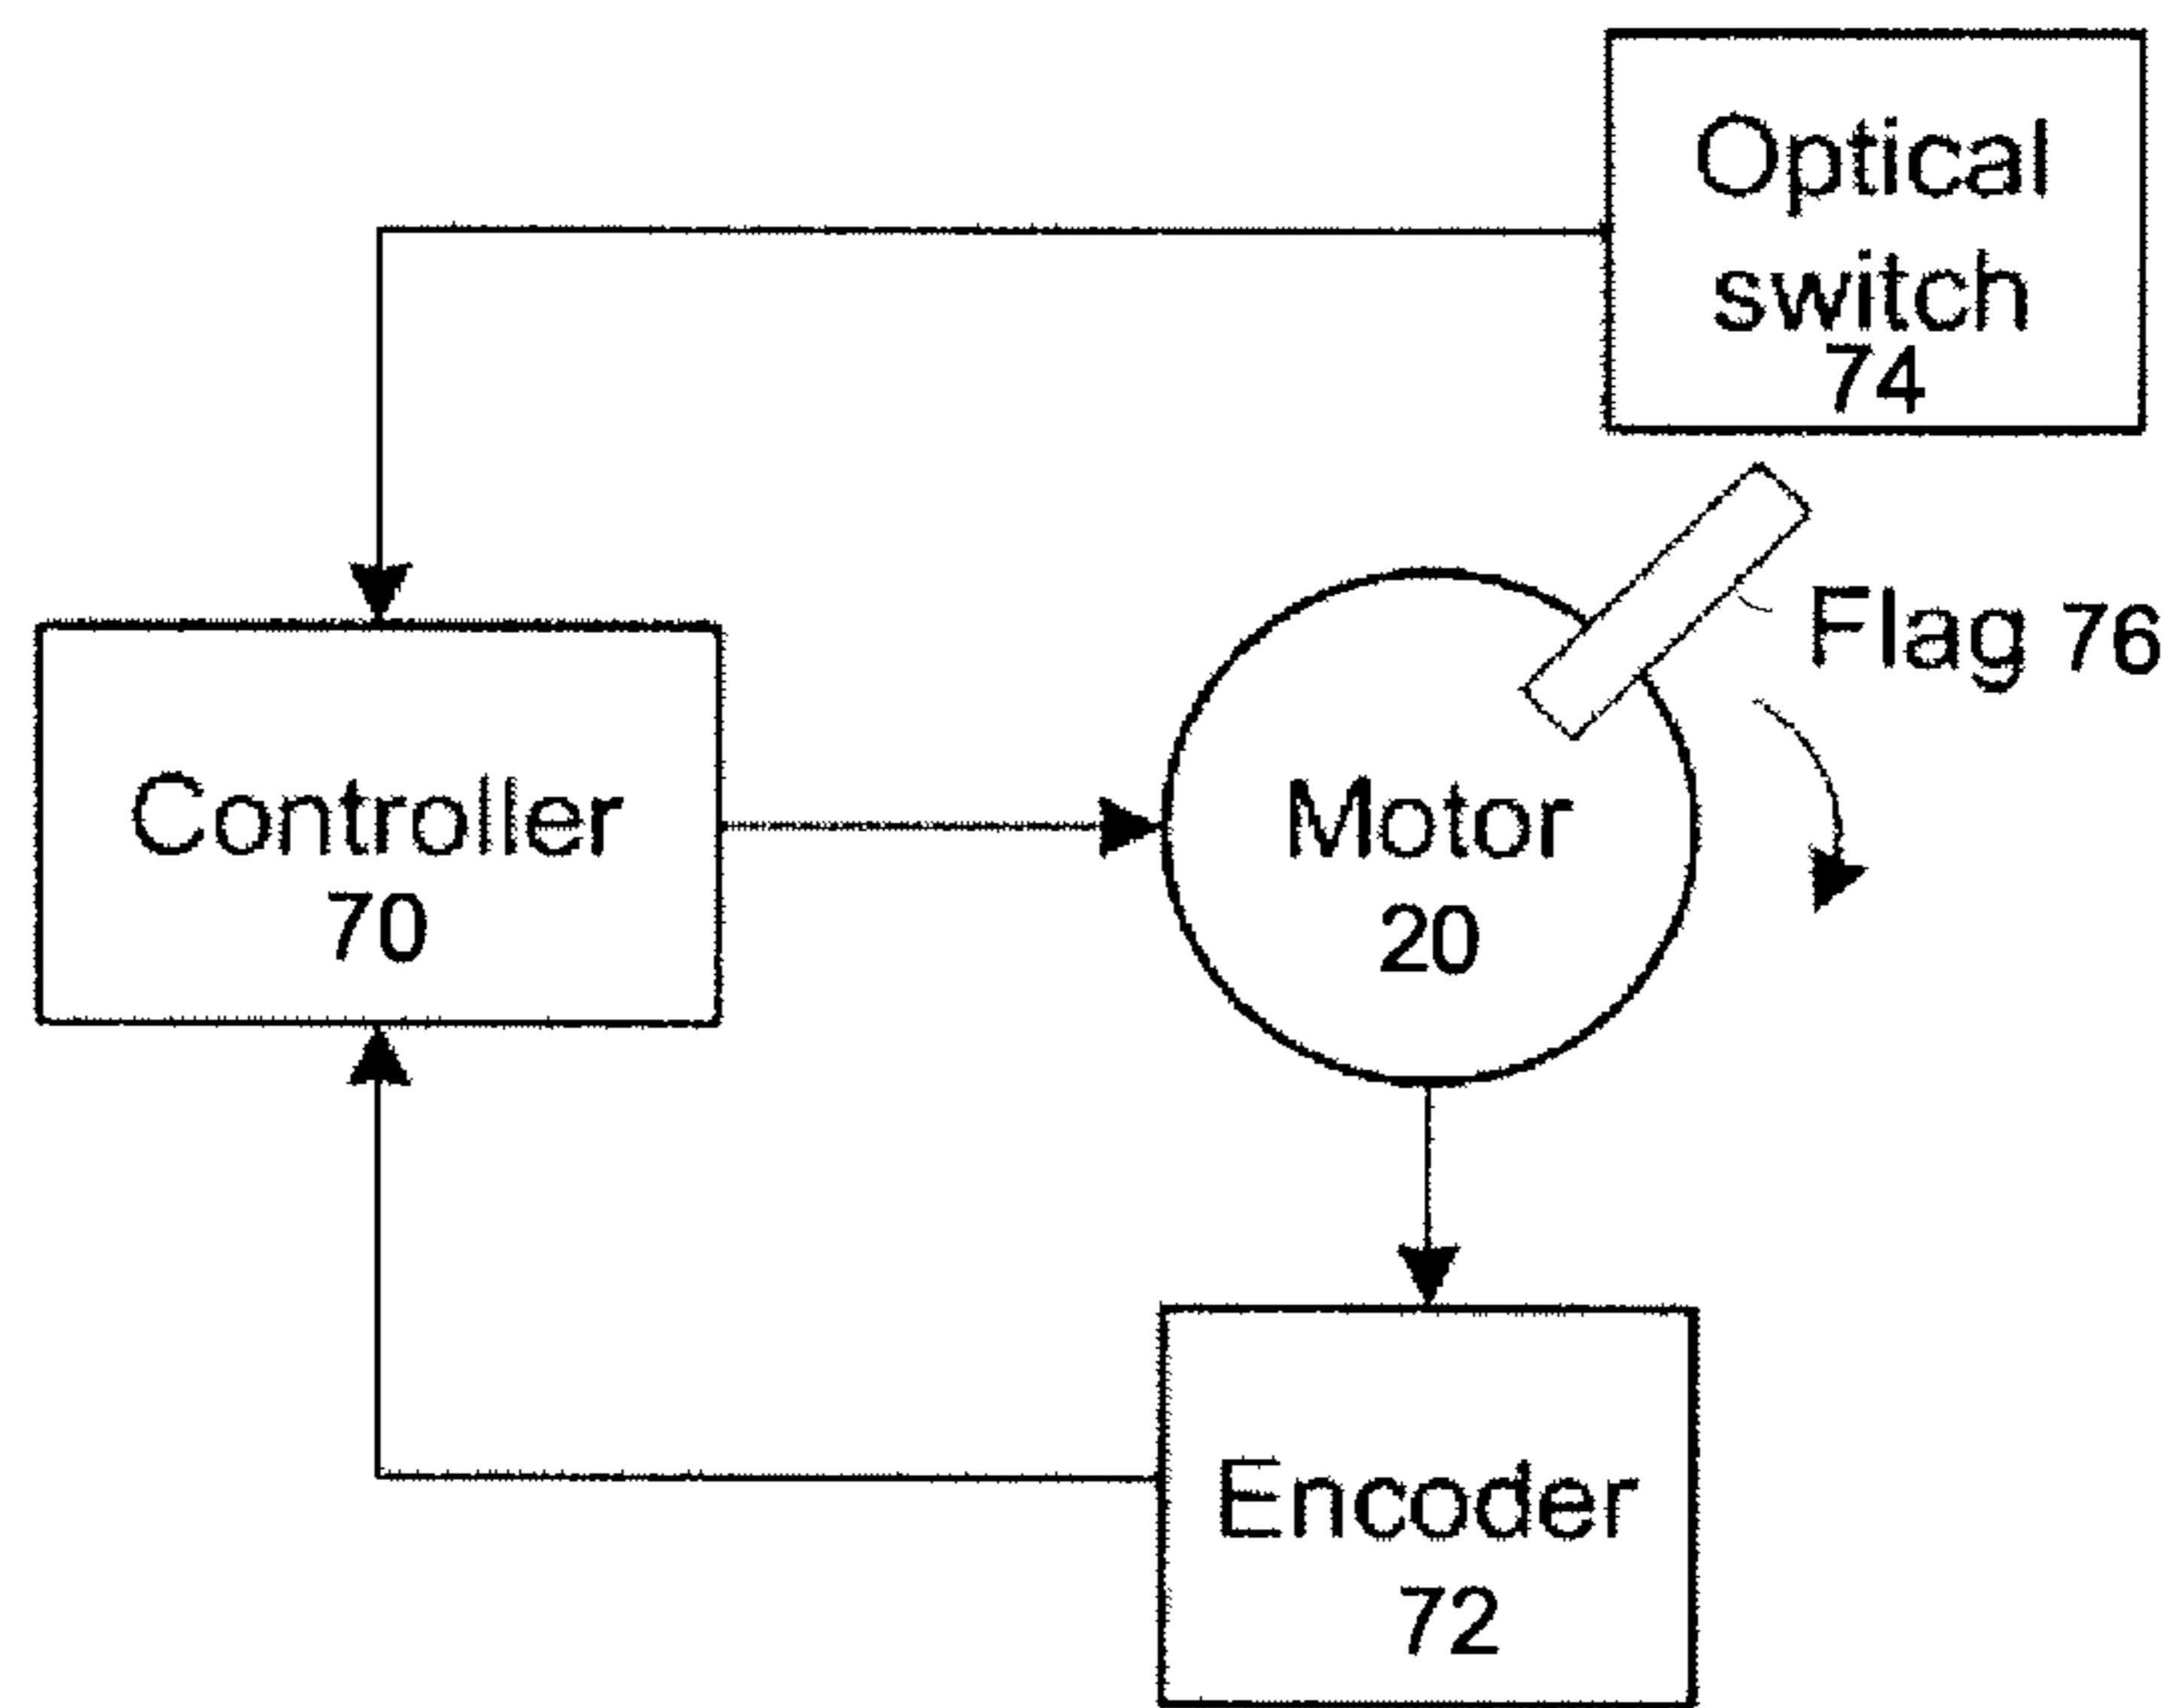 Optical
switch
74
Flag 76
Controller
70
Motor
20
Encoder
72